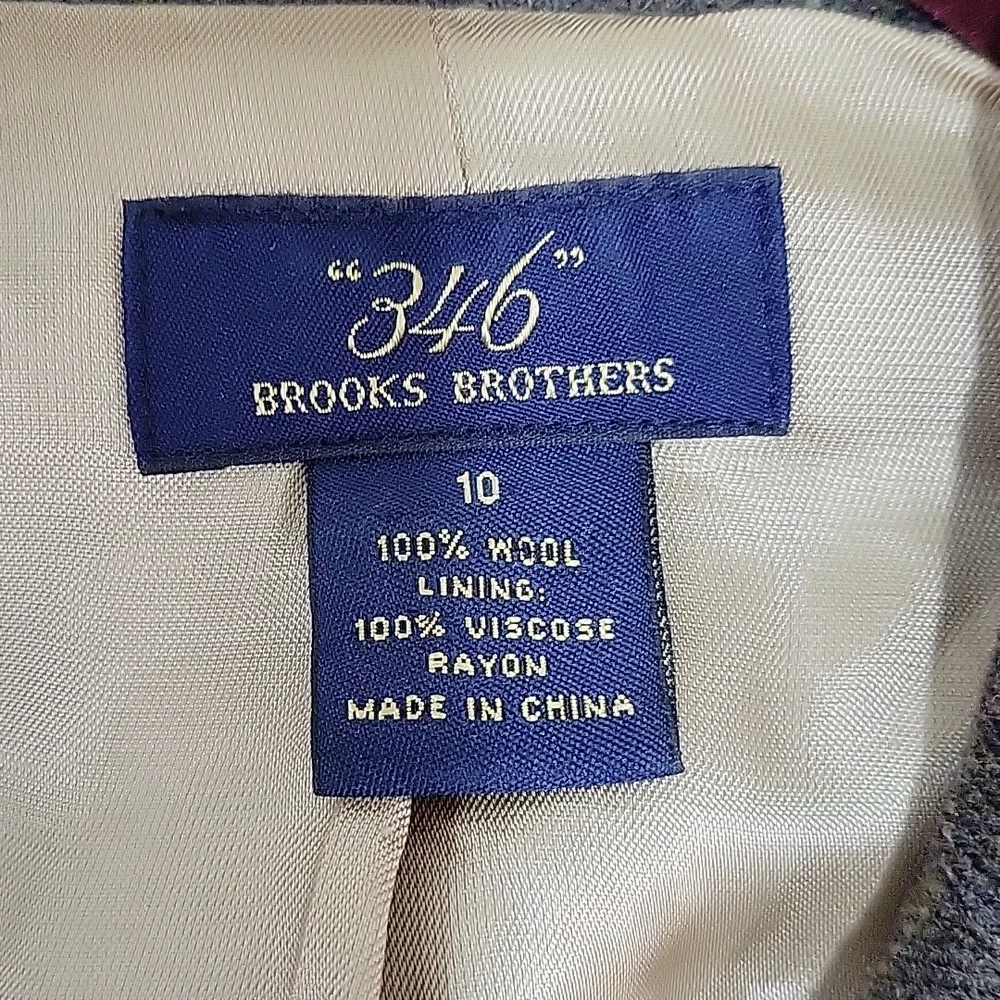 “346”
BROOKS BROTHERS
10
100% WOOL
LINING:
100% VISCOSE
RAYON
MADE IN CHINA